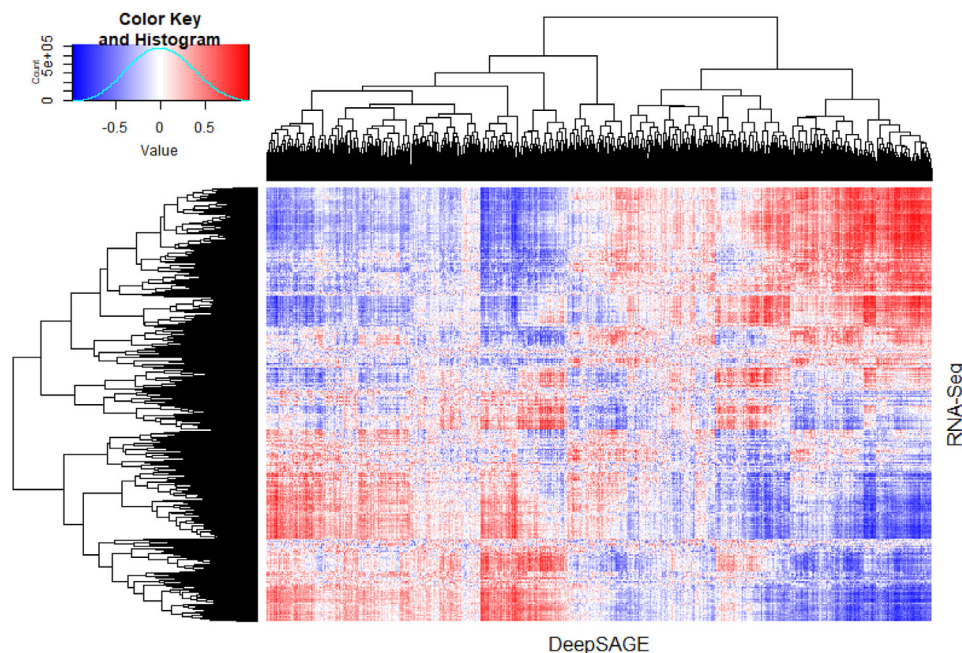 Color Key
and Histogram
Count
0
5e+05
-0.5
0
0.5
Value
RNA-Seq
DeepSAGE